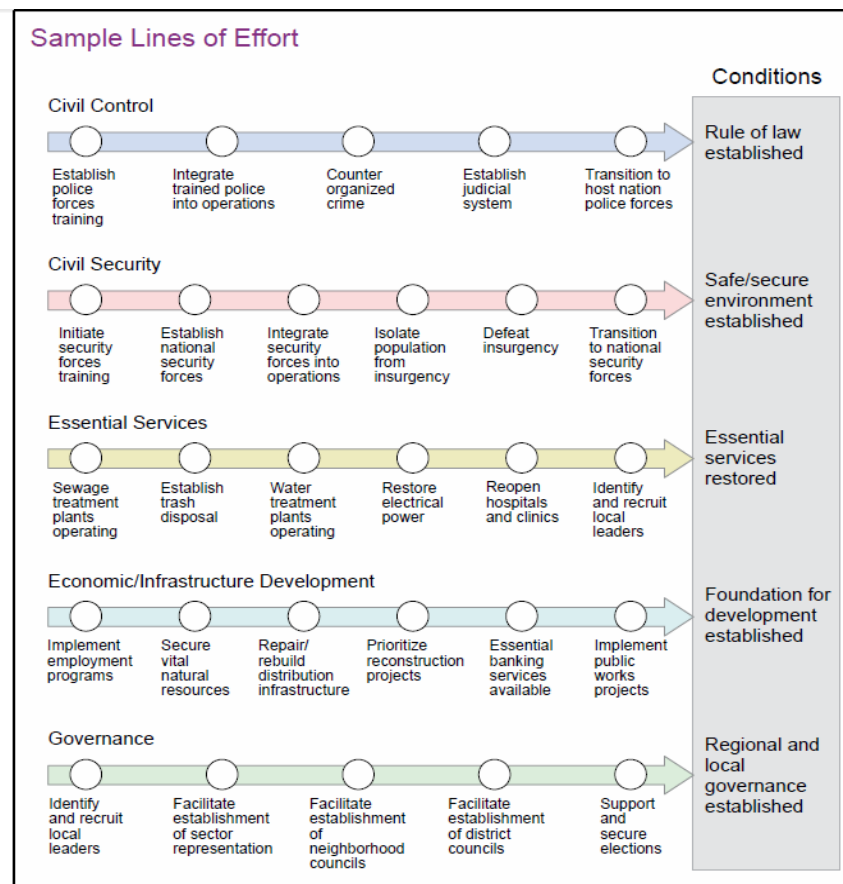 Sample Lines of Effort
Conditions
Civil Control
Establish
police
forces
training
Integrate
trained police
into operations
Counter
organized
crime
Establish
judicial
system
Transition to
host nation
police forces
Rule of law
established
Civil Security
Initiate
security
forces
training
Establish
national
security
forces
Integrate
security
forces into
operations
Isolate
population
from
insurgency
Defeat
insurgency
Transition
to national
security
forces
Safe/secure
environment
established
Essential Services
Sewage
treatment
plants
operating
Establish
trash
disposal
Water
treatment
plants
operating
Restore
electrical
power
Reopen
hospitals
and clinics
Identify
and recruit
local
leaders
Essential
services
restored
Economic/Infrastructure Development
Implement
employment
programs
Secure
vital
natural
resources
Repair/
rebuild
distribution
infrastructure
Prioritize
reconstruction
projects
Essential
banking
services
available
Implement
public
works
projects
Foundation for
development
established
Governance
Identify
and recruit
local
leaders
Facilitate
establishment
of sector
representation
Facilitate
establishment
of
neighborhood
councils
Facilitate
establishment
of district
councils
Support
and
secure
elections
Regional and
local
governance
established